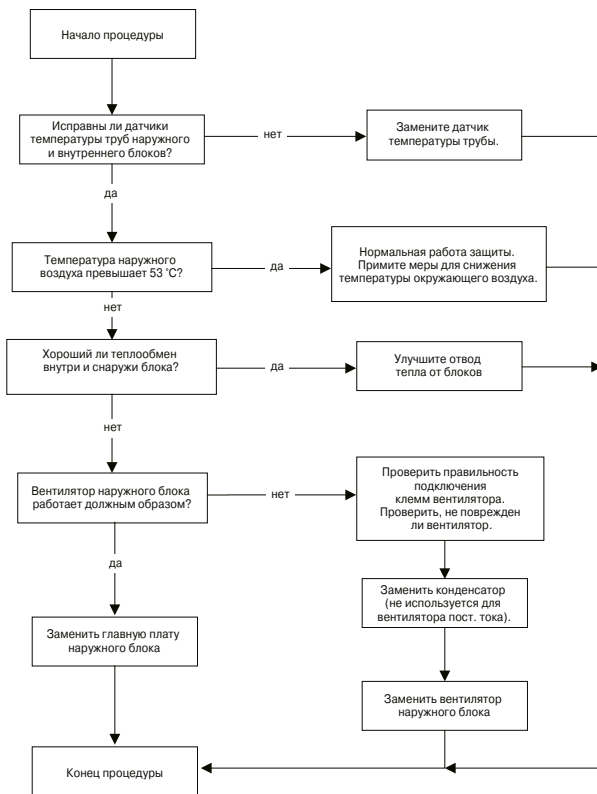 Начало процедуры
Исправны ли датчики
температуры труб наружного
и внутреннего блоков?
нет
Замените датчик
температуры трубы.
да
Температура наружного
воздуха превышает 53 °C?
да
Нормальная работа защиты.
Примите меры для снижения
температуры окружающего воздуха.
нет
Хороший ли теплообмен
внутри и снаружи блока?
да
Улучшите отвод
тепла от блоков
нет
Вентилятор наружного блока
работает должным образом?
нет
Проверить правильность
подключения
клемм вентилятора.
Проверить, не поврежден
ли вентилятор.
да
Заменить конденсатор
(не используется для
вентилятора пост. тока).
Заменить главную плату
наружного блока
Заменить вентилятор
наружного блока
Конец процедуры